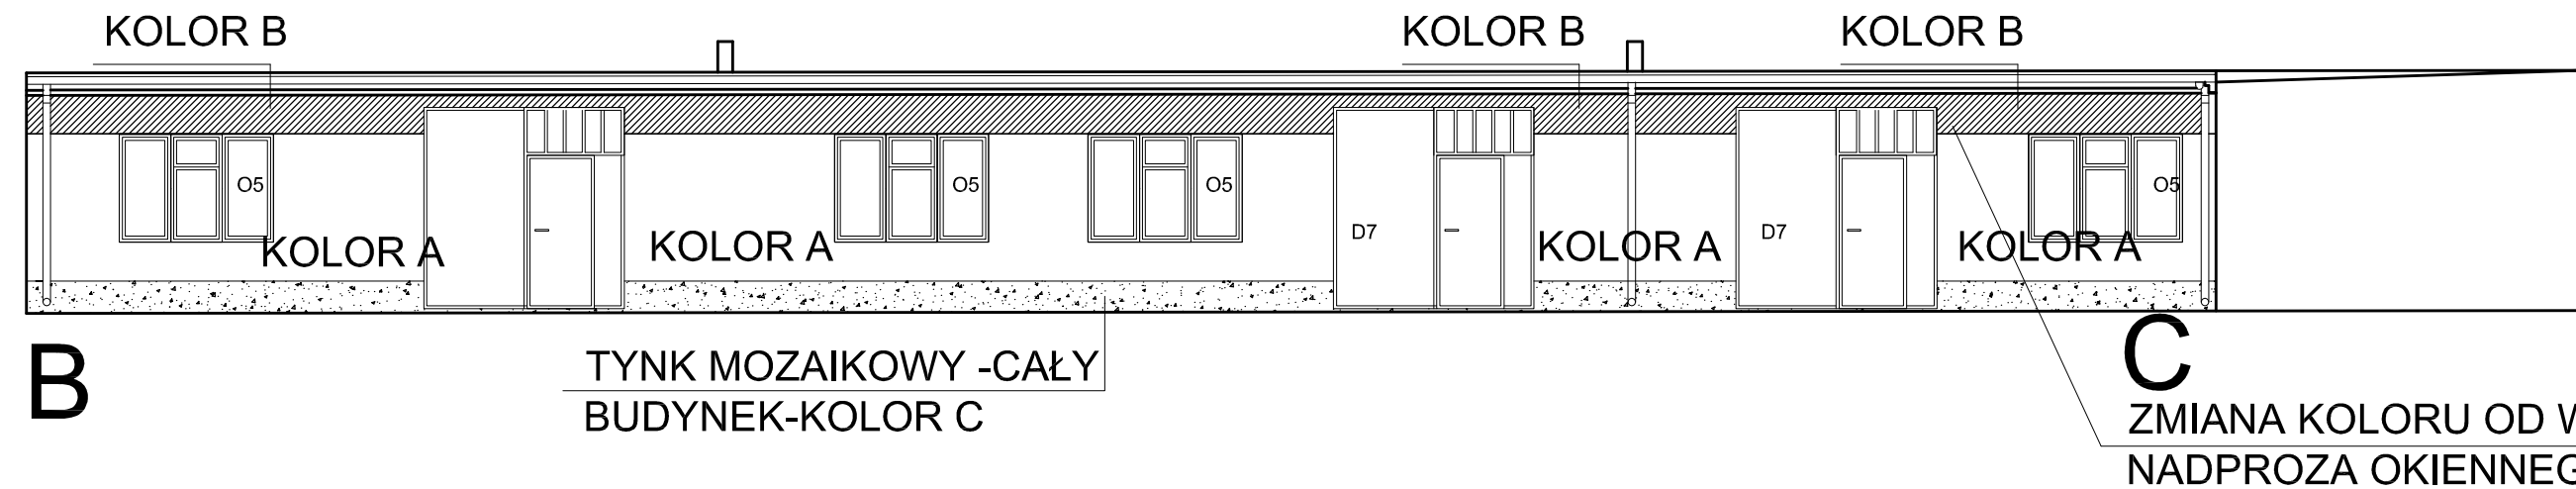 KOLOR B
KOLOR B
KOLOR B
O5
O5
O5
O5
D7
D7
KOLOR A
KOLOR A
KOLOR A
KOLOR A
B
C
TYNK MOZAIKOWY -CAŁY
BUDYNEK-KOLOR C
ZMIANA KOLORU OD
NADPROZA